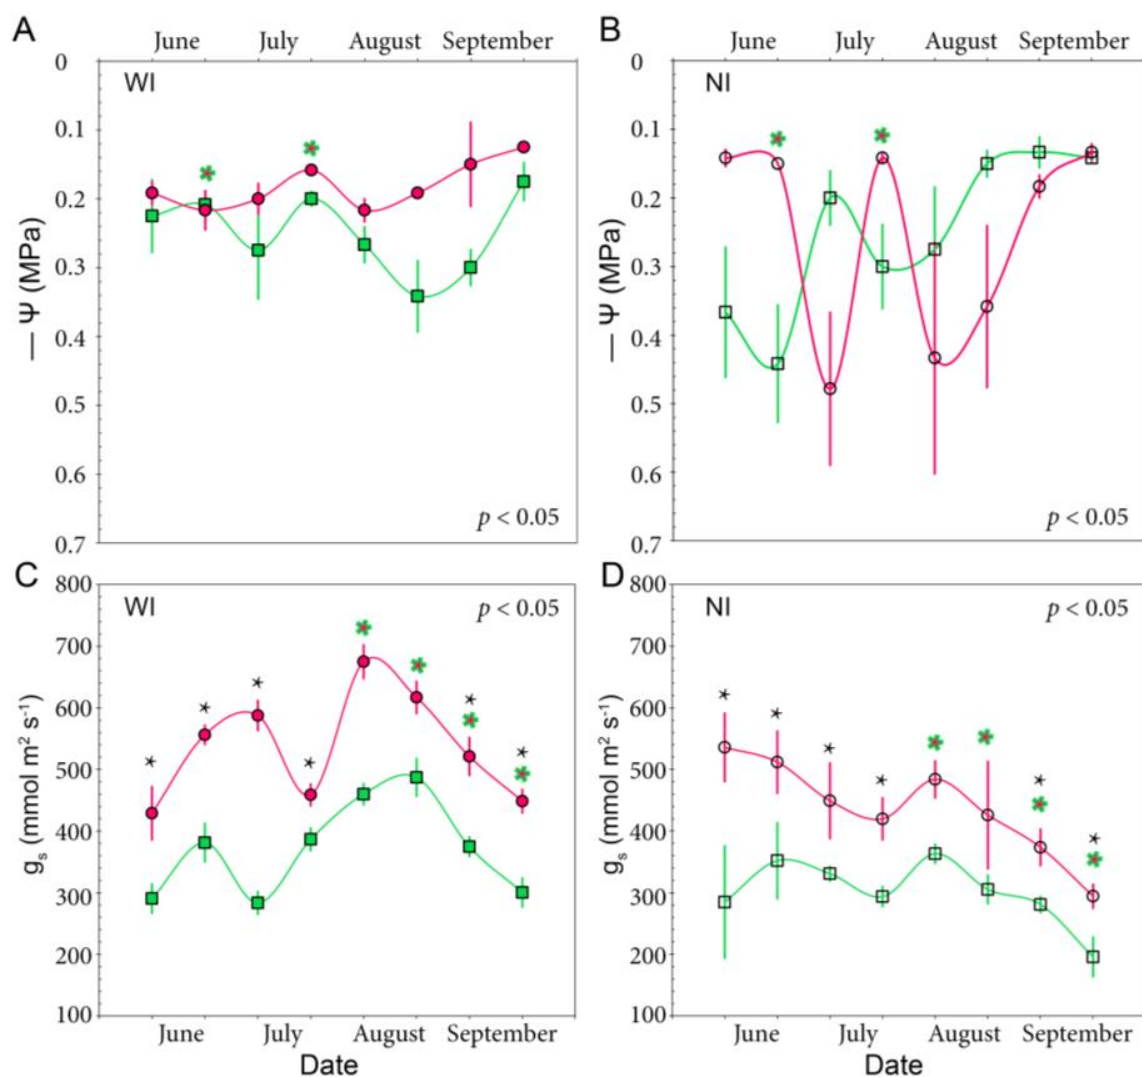 A
B
June July August September
June July August September
WI
NI
0
0.1
0.2
0.3
0.4
0.5
0.6
0.7
0
0.1
0.2
0.3
0.4
0.5
0.6
0.7
— Ψ (MPa)
— Ψ (MPa)
p < 0.05
p < 0.05
C
D
WI
p < 0.05
NI
p < 0.05
800
700
600
500
400
300
200
100
800
700
600
500
400
300
200
100
gs (mmol m² s⁻¹)
gs (mmol m² s⁻¹)
June July August September
June July August September
Date
Date